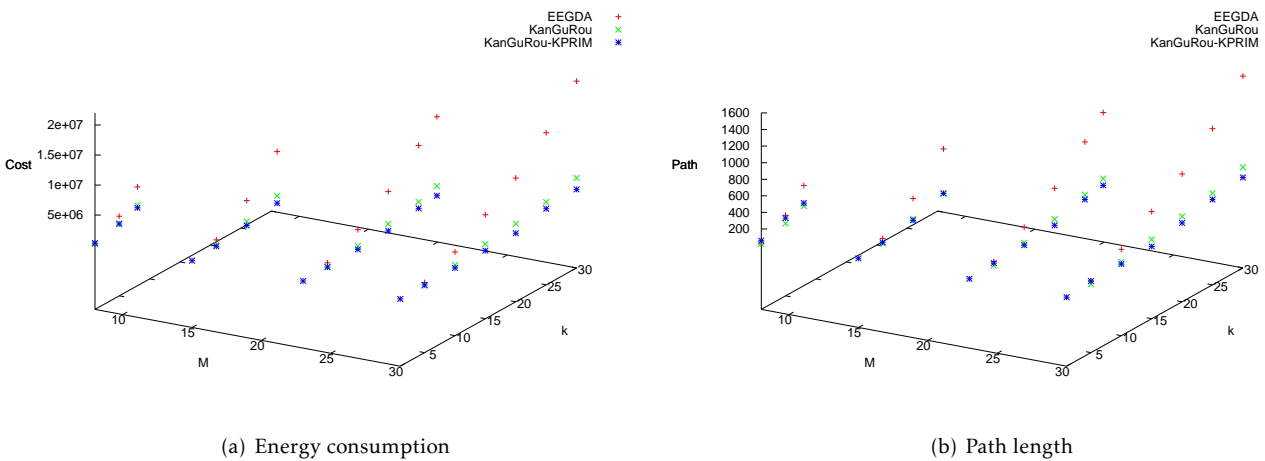 EEGDA
KanGuRou
KanGuRou-KPRIM
2e+07
1.5e+07
1e+07
5e+06
Cost
10
15
20
25
30
M
5
10
15
20
25
30
k
(a) Energy consumption
EEGDA
KanGuRou
KanGuRou-KPRIM
1600
1400
1200
1000
800
600
400
200
Path
10
15
20
25
30
M
5
10
15
20
25
30
k
(b) Path length